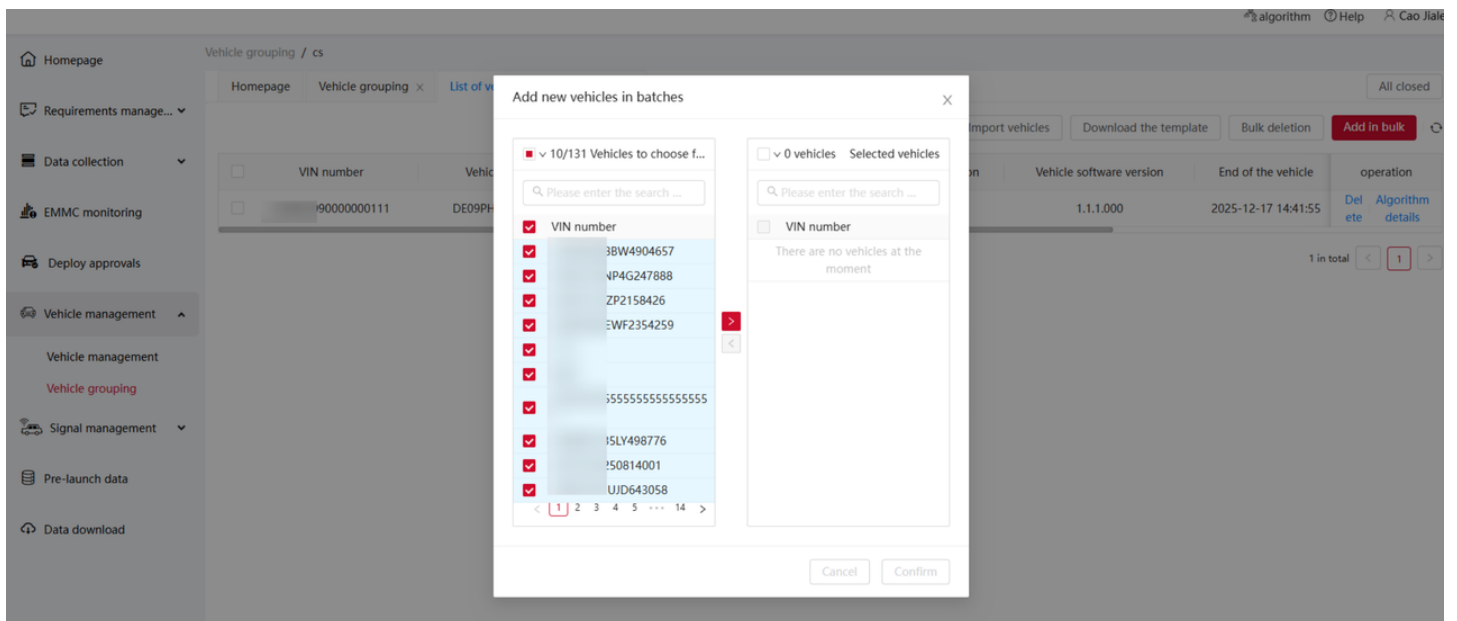 algorithm Help Cao Jiale
Homepage
Requirements manage...
Data collection
EMMC monitoring
Deploy approvals
Vehicle management
Vehicle management
Vehicle grouping
Signal management
Pre-launch data
Data download
Vehicle grouping / cs
Homepage Vehicle grouping × List of ve All closed
Import vehicles Download the template Bulk deletion Add in bulk
VIN number Vehic on Vehicle software version End of the vehicle operation
90000000111 DE09PH 1.1.1.000 2025-12-17 14:41:55 Del Algorithm
ete details
1 in total < 1 >
Add new vehicles in batches
10/131 Vehicles to choose f...
Please enter the search ...
VIN number
BW4904657
P4G247888
ZP2158426
EWF2354259
555555555555555
5LY498776
250814001
UJD643058
< 1 2 3 4 5 ••• 14 >
> 
<
0 vehicles Selected vehicles
Please enter the search ...
VIN number
There are no vehicles at the
moment
Cancel Confirm